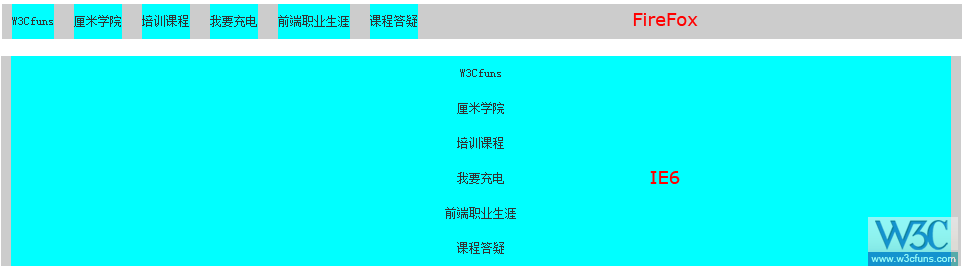 W3Cfuns 厘米学院 培训课程 我要充电 前端职业生涯 课程答疑 FireFox
W3Cfuns
厘米学院
培训课程
我要充电 IE6
前端职业生涯
课程答疑
W3C
www.w3cfuns.com